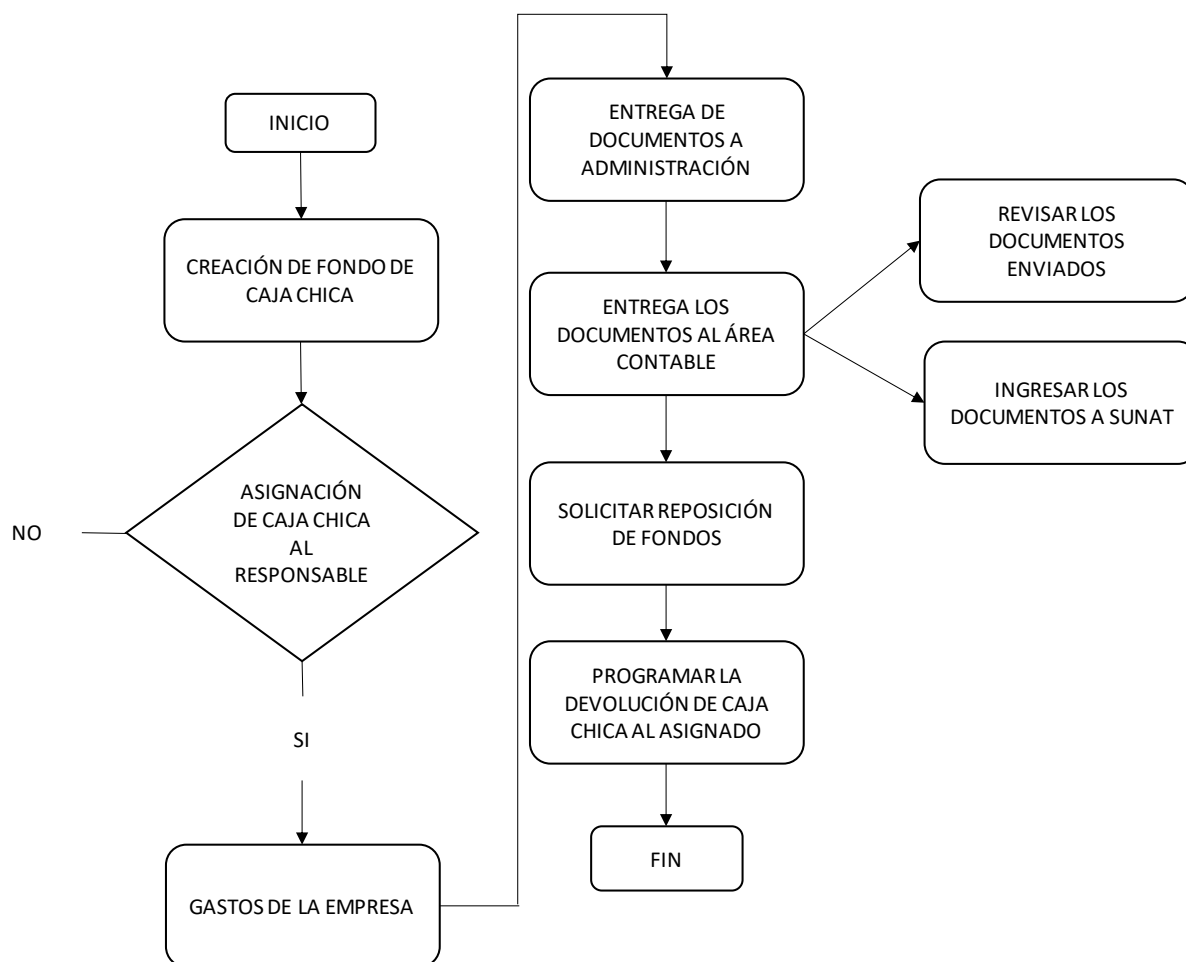 INICIO
CREACIÓN DE FONDO DE
CAJA CHICA
ASIGNACIÓN
DE CAJA CHICA
AL
RESPONSABLE
NO
SI
GASTOS DE LA EMPRESA
ENTREGA DE
DOCUMENTOS A
ADMINISTRACIÓN
ENTREGA LOS
DOCUMENTOS AL ÁREA
CONTABLE
REVISAR LOS
DOCUMENTOS
ENVIADOS
INGRESAR LOS
DOCUMENTOS A SUNAT
SOLICITAR REPOSICIÓN
DE FONDOS
PROGRAMAR LA
DEVOLUCIÓN DE CAJA
CHICA AL ASIGNADO
FIN